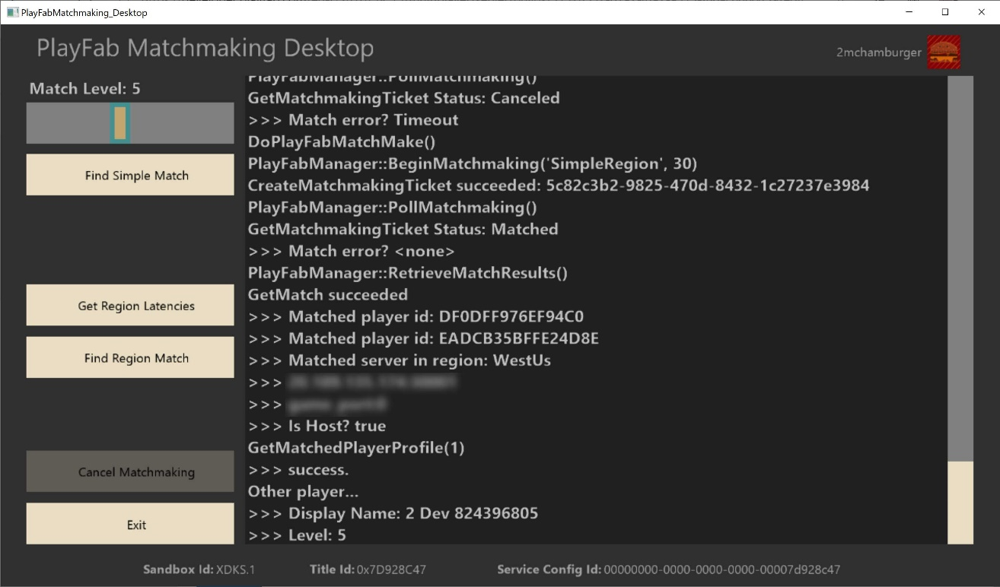 PlayFabMatchmaking_Desktop
PlayFab Matchmaking Desktop
2mchamburger
Match Level: 5
Find Simple Match
Get Region Latencies
Find Region Match
Cancel Matchmaking
Exit
PlayFabManager::PollMatchmaking()
GetMatchmakingTicket Status: Canceled
>>> Match error? Timeout
DoPlayFabMatchMake()
PlayFabManager::BeginMatchmaking('SimpleRegion', 30)
CreateMatchmakingTicket succeeded: 5c82c3b2-9825-470d-8432-1c27237e3984
PlayFabManager::PollMatchmaking()
GetMatchmakingTicket Status: Matched
>>> Match error? <none>
PlayFabManager::RetrieveMatchResults()
GetMatch succeeded
>>> Matched player id: DF0DFF976EF94C0
>>> Matched player id: EADCB35BFFE24D8E
>>> Matched server in region: WestUs
>>>
>>>
>>> Is Host? true
GetMatchedPlayerProfile(1)
>>> success.
Other player...
>>> Display Name: 2 Dev 824396805
>>> Level: 5
Sandbox Id: XDKS.1 Title Id: 0x7D928C47 Service Config Id: 00000000-0000-0000-0000-00007d928c47